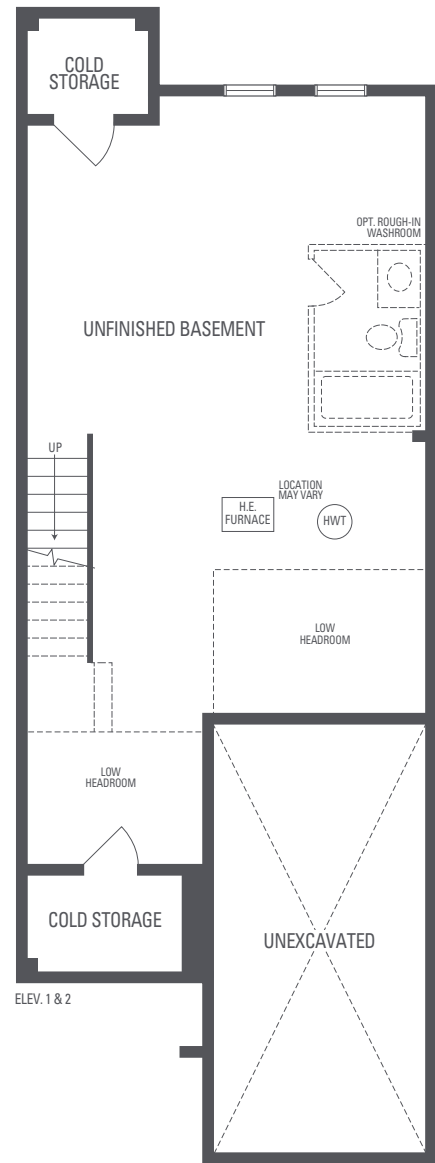 COLD
STORAGE
OPT. ROUGH-IN
WASHROOM
UNFINISHED BASEMENT
UP
LOCATION
MAY VARY
H.E.
FURNACE
HWT
LOW
HEADROOM
LOW
HEADROOM
COLD STORAGE
UNEXCAVATED
ELEV. 1 & 2